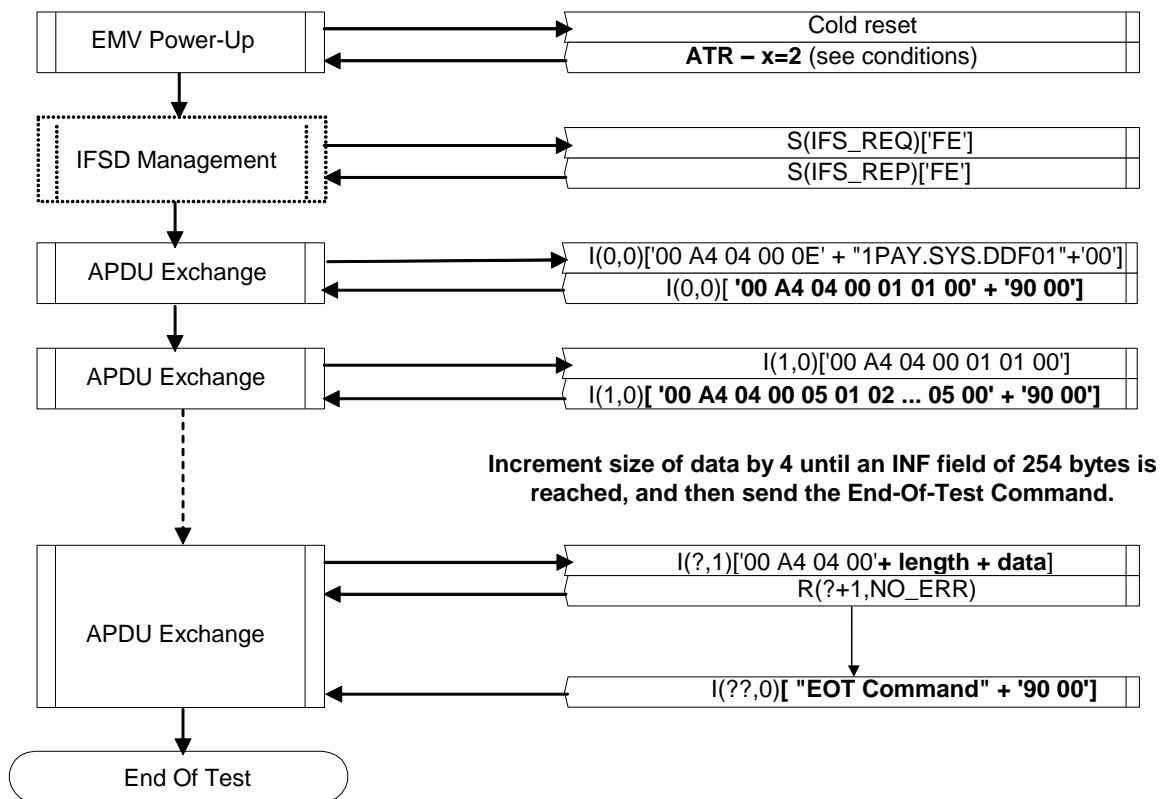 EMV Power-Up
Cold reset
ATR – x=2 (see conditions)
IFSD Management
S(IFS_REQ)['FE']
S(IFS_REP)['FE']
APDU Exchange
I(0,0)['00 A4 04 00 0E' + "1PAY.SYS.DDF01"+'00']
I(0,0)[ '00 A4 04 00 01 01 00' + '90 00']
APDU Exchange
I(1,0)['00 A4 04 00 01 01 00']
I(1,0)[ '00 A4 04 00 05 01 02 ... 05 00' + '90 00']
Increment size of data by 4 until an INF field of 254 bytes is
reached, and then send the End-Of-Test Command.
APDU Exchange
I(?,1)['00 A4 04 00'+ length + data]
R(?+1,NO_ERR)
I(??,0)[ "EOT Command" + '90 00']
End Of Test